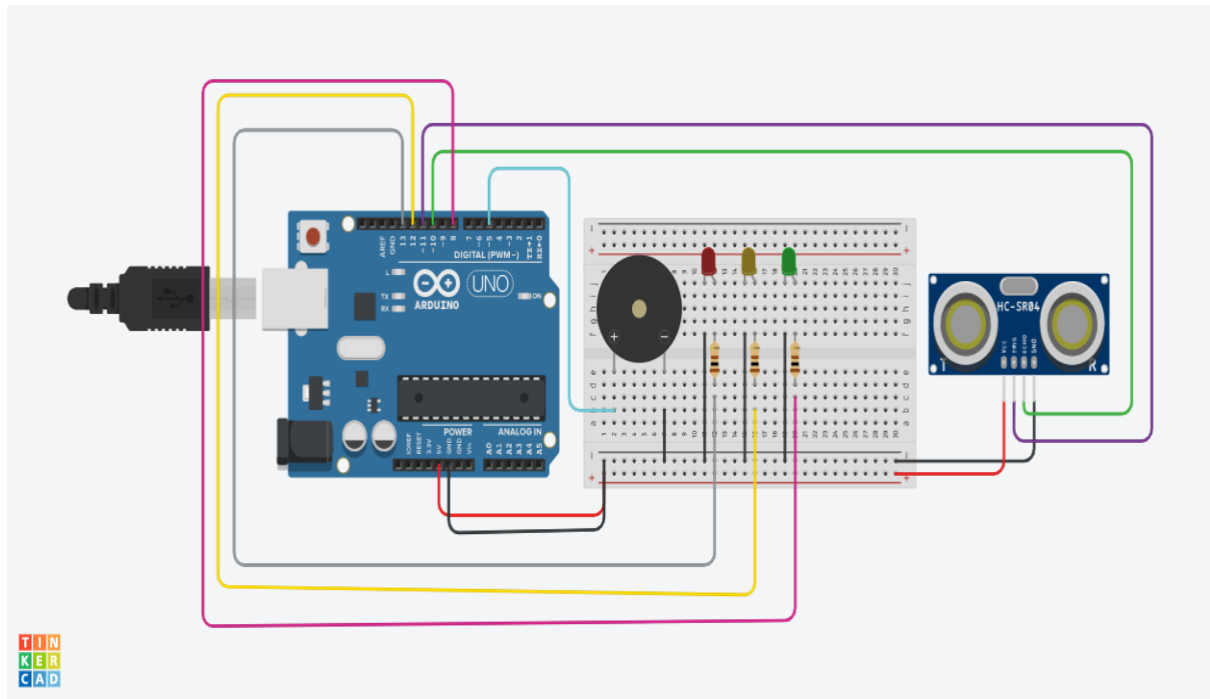 AREF
GND
13
12
~11
~10
~9
8
7
~6
~5
4
~3
2
TX→1
RX←0
DIGITAL (PWM~)
L
TX
RX
ARDUINO
UNO
ON
IOREF
RESET
3.3V
5V
GND
GND
Vin
POWER
ANALOG IN
A0
A1
A2
A3
A4
A5
HC-SR04
VCC
TRIG
ECHO
GND
T
R
TIN
KER
CAD